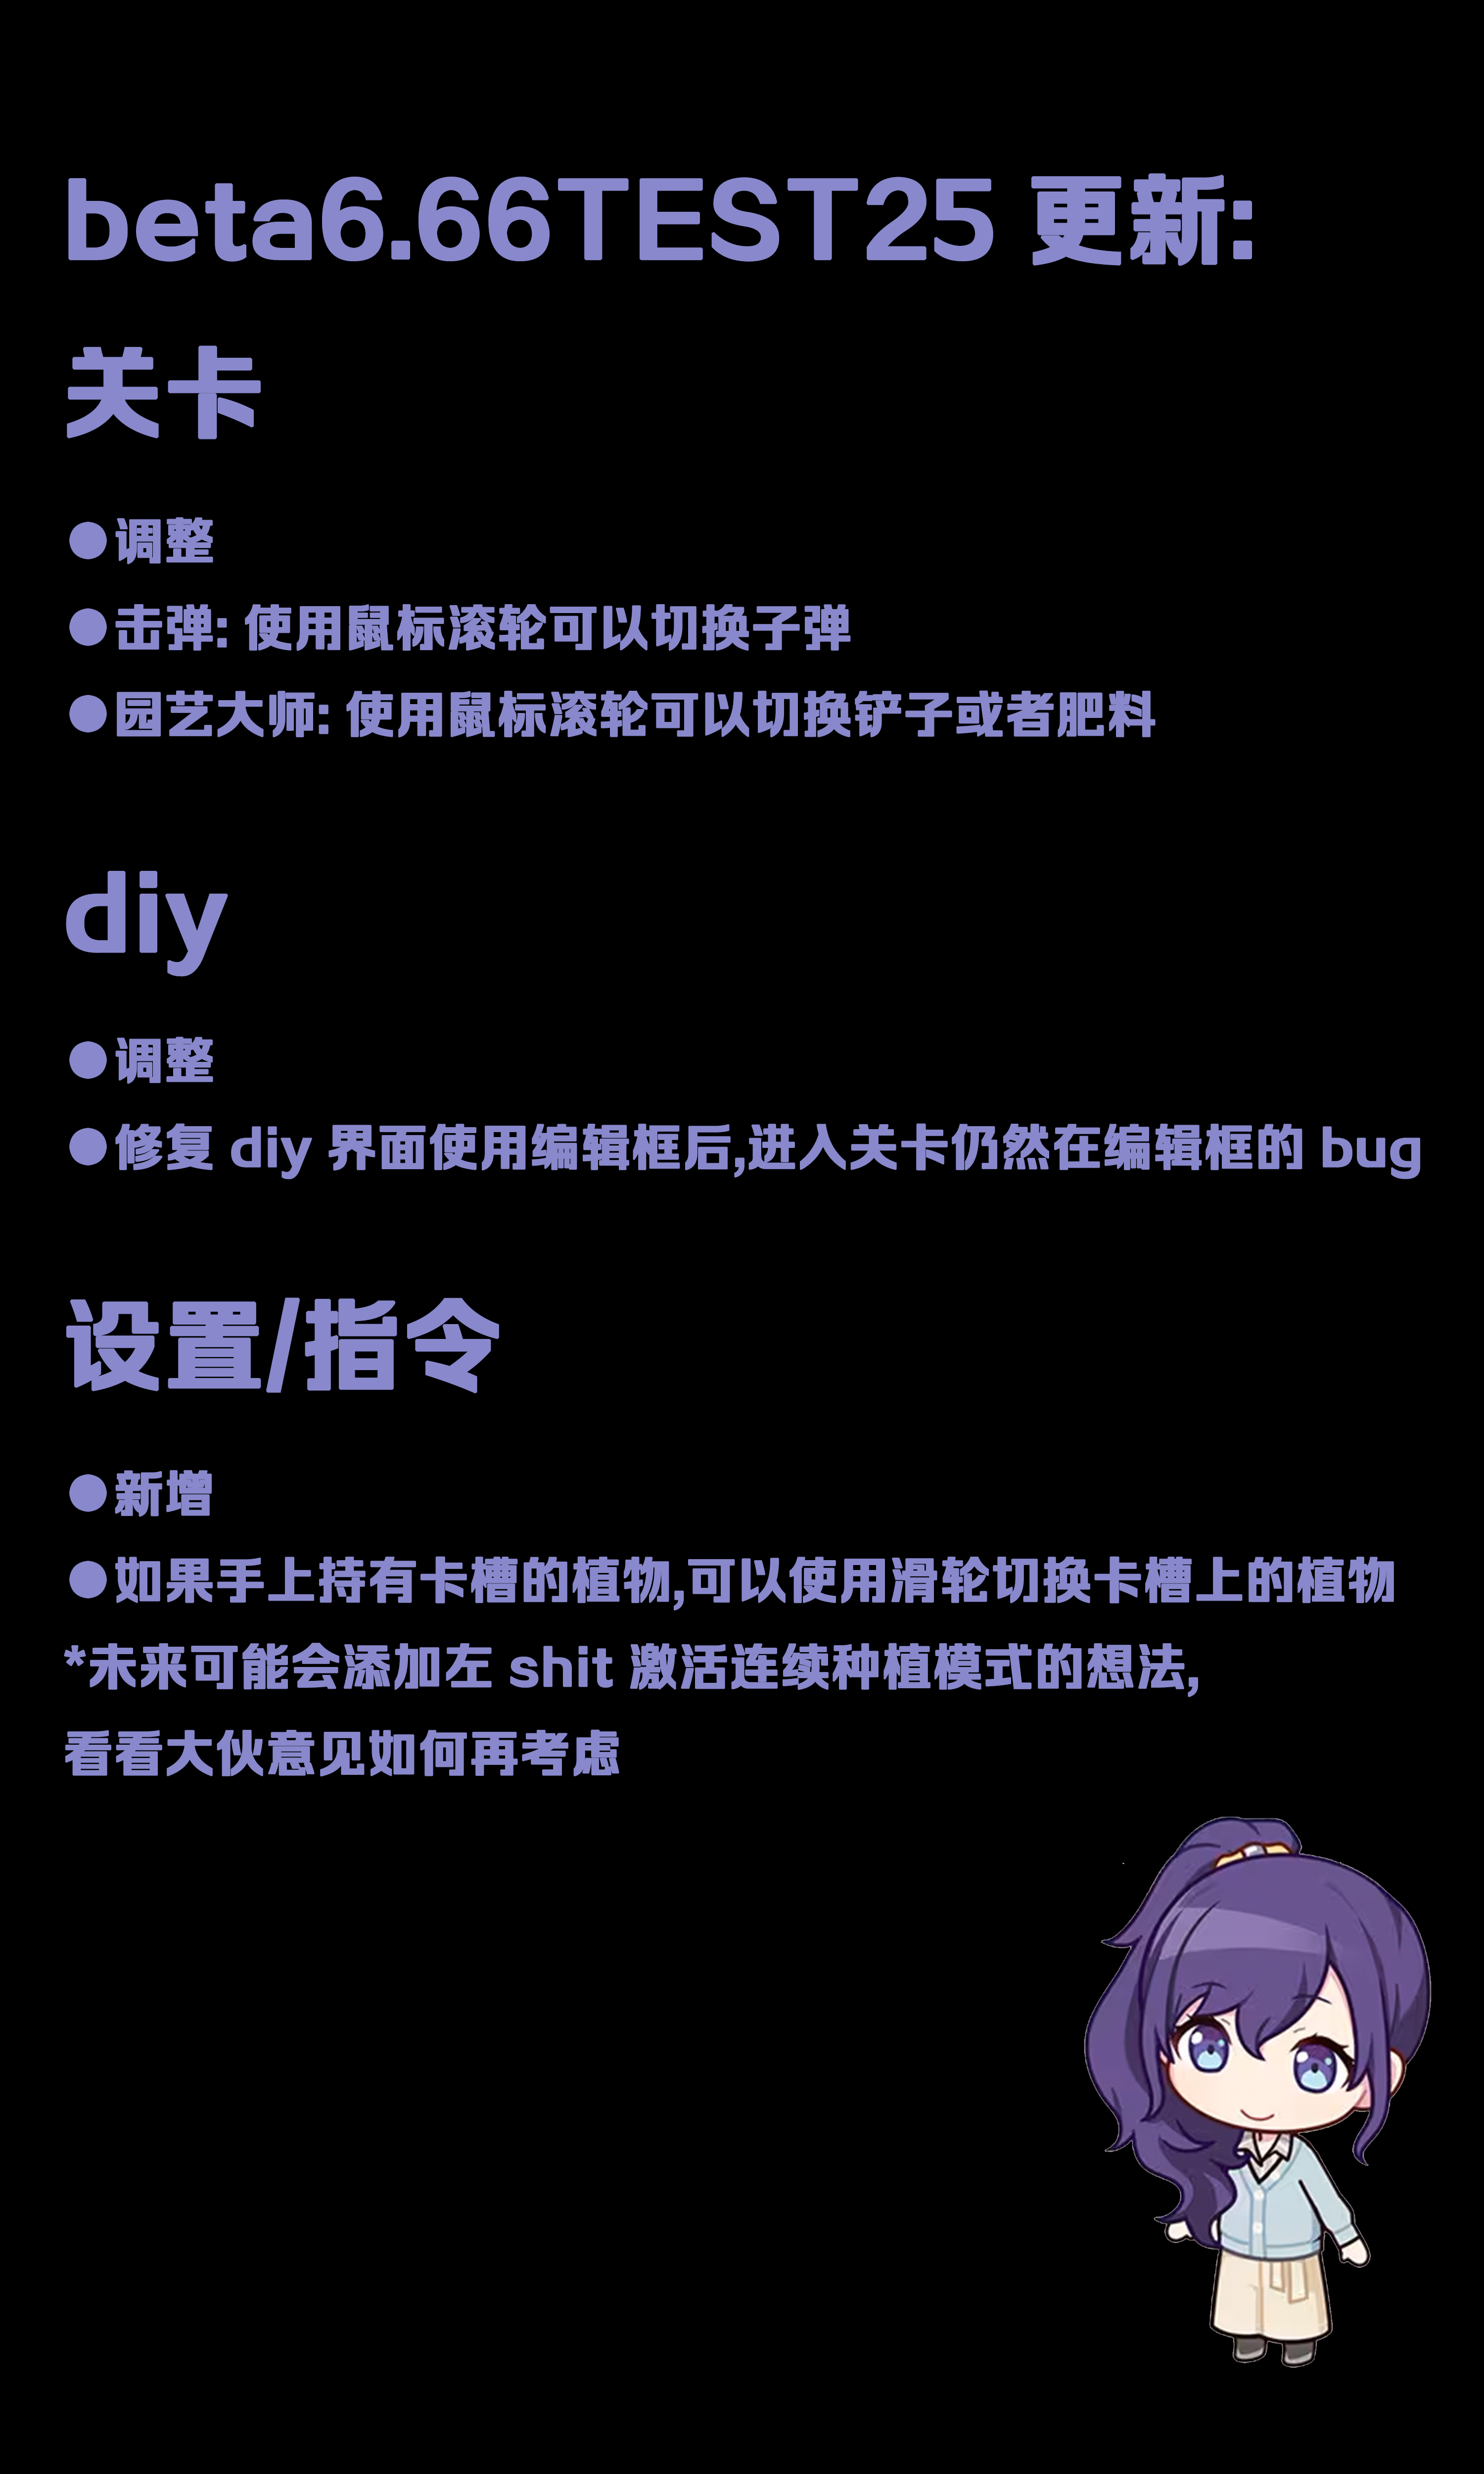 beta6.66TEST25 更新:
关卡
●调整
●击弹: 使用鼠标滚轮可以切换子弹
●园艺大师: 使用鼠标滚轮可以切换铲子或者肥料
diy
●调整
●修复 diy 界面使用编辑框后,进入关卡仍然在编辑框的 bug
设置/指令
●新增
●如果手上持有卡槽的植物,可以使用滑轮切换卡槽上的植物
*未来可能会添加左 shit 激活连续种植模式的想法,
看看大伙意见如何再考虑